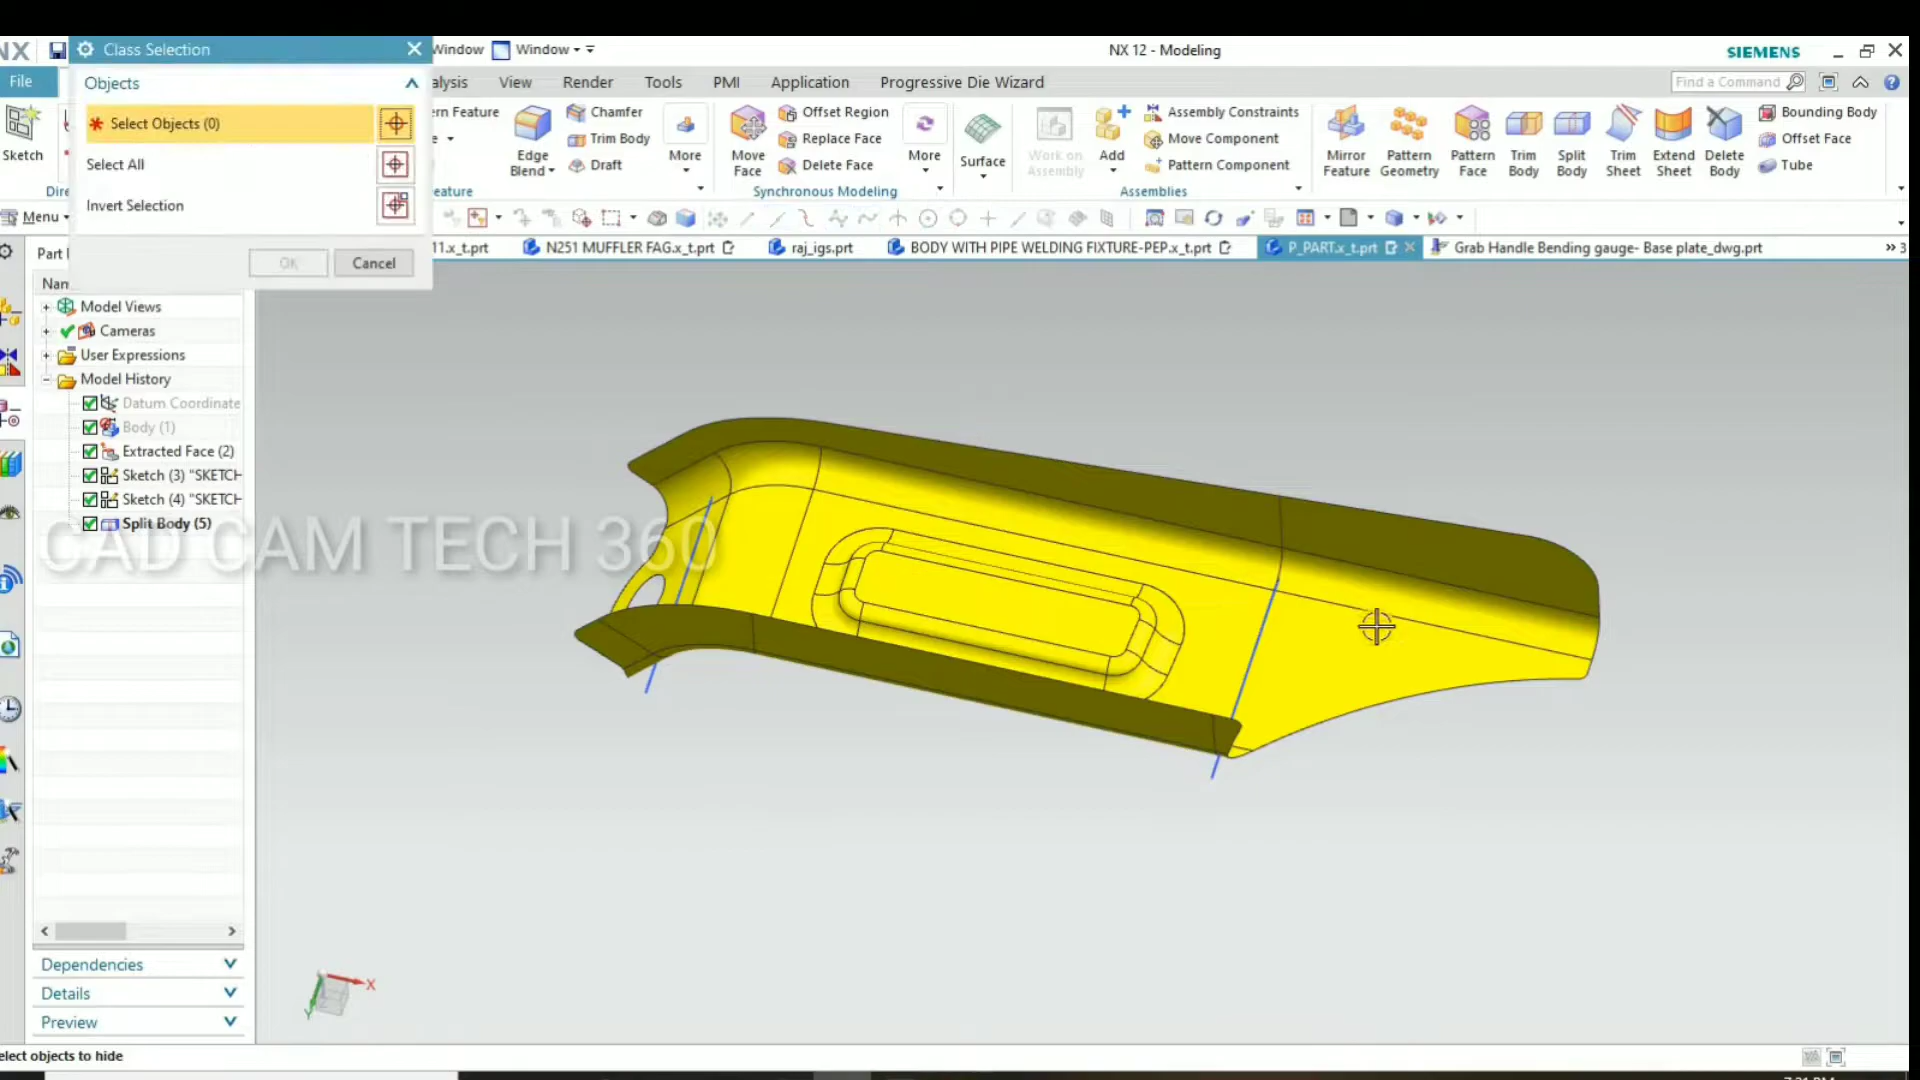 NX
Class Selection
Window
Window
NX 12 - Modeling
SIEMENS
File
Objects
alysis
View
Render
Tools
PMI
Application
Progressive Die Wizard
Find a Command
Select Objects (0)
Select All
Invert Selection
OK
Cancel
Sketch
rn Feature
Edge Blend
Chamfer
Trim Body
Draft
More
eature
Move Face
Offset Region
Replace Face
Delete Face
More
Synchronous Modeling
Surface
Work on Assembly
Add
Assembly Constraints
Move Component
Pattern Component
Assemblies
Mirror Feature
Pattern Geometry
Pattern Face
Trim Body
Split Body
Trim Sheet
Extend Sheet
Delete Body
Bounding Body
Offset Face
Tube
Dire
Menu
11.x_t.prt
N251 MUFFLER FAG.x_t.prt
raj_igs.prt
BODY WITH PIPE WELDING FIXTURE-PEP.x_t.prt
P_PART.x_t.prt
Grab Handle Bending gauge- Base plate_dwg.prt
3
Part
Nan
Model Views
Cameras
User Expressions
Model History
Datum Coordinate
Body (1)
Extracted Face (2)
Sketch (3) "SKETCH
Sketch (4) "SKETCH
Split Body (5)
CAD CAM TECH 360
Dependencies
Details
Preview
X
Y
elect objects to hide